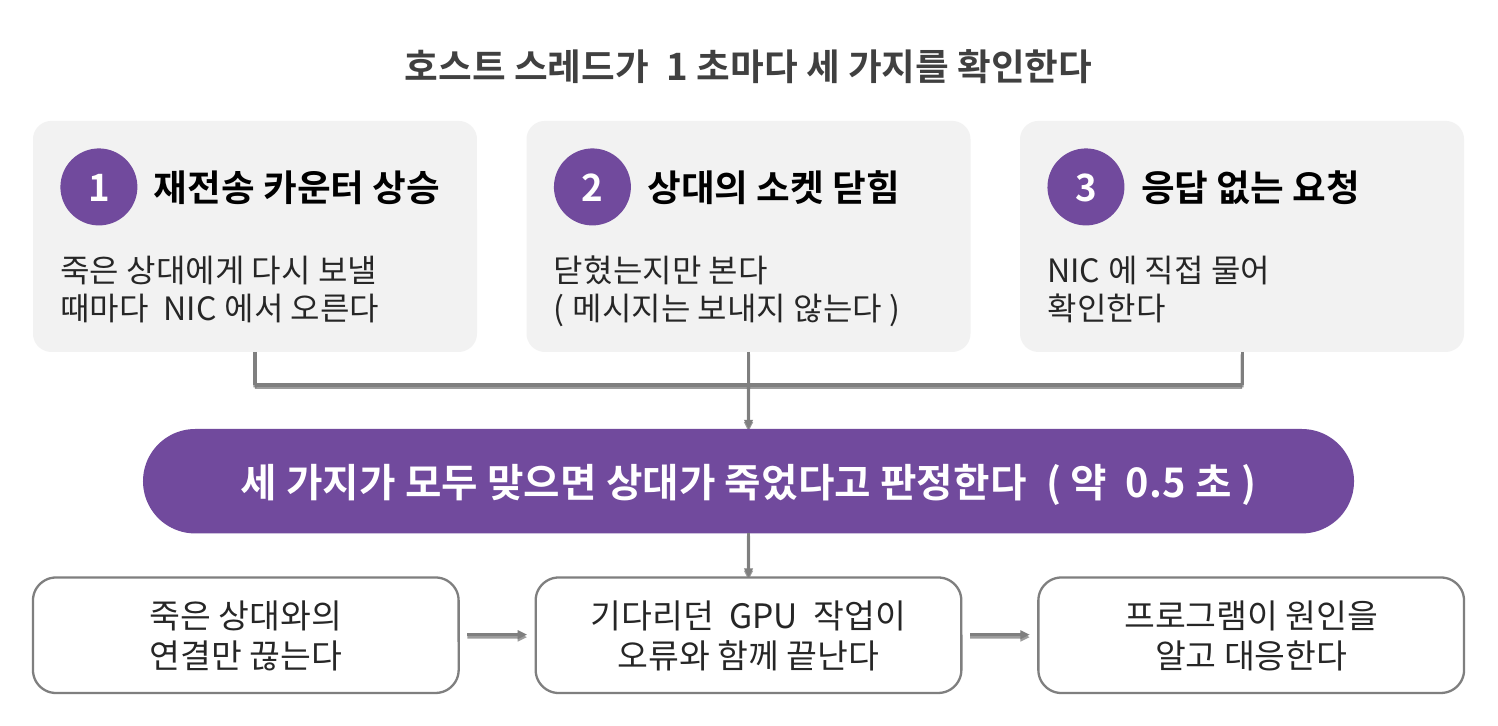 호스트 스레드가 1 초마다 세 가지를 확인한다
1 재전송 카운터 상승
죽은 상대에게 다시 보낼
때마다 NIC 에서 오른다
2 상대의 소켓 닫힘
닫혔는지만 본다
( 메시지는 보내지 않는다 )
3 응답 없는 요청
NIC 에 직접 물어
확인한다
세 가지가 모두 맞으면 상대가 죽었다고 판정한다 ( 약 0.5 초 )
죽은 상대와의
연결만 끊는다
기다리던 GPU 작업이
오류와 함께 끝난다
프로그램이 원인을
알고 대응한다